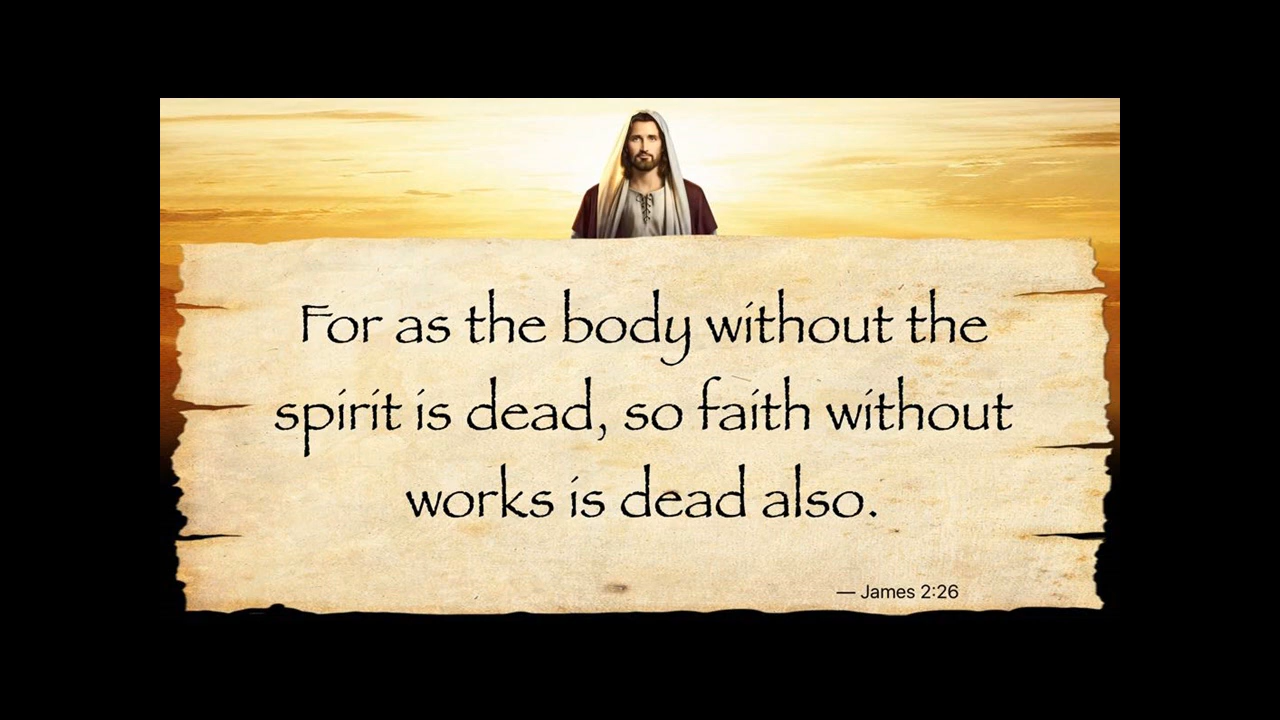 For as the body without the
spirit is dead, so faith without
works is dead also.
— James 2:26